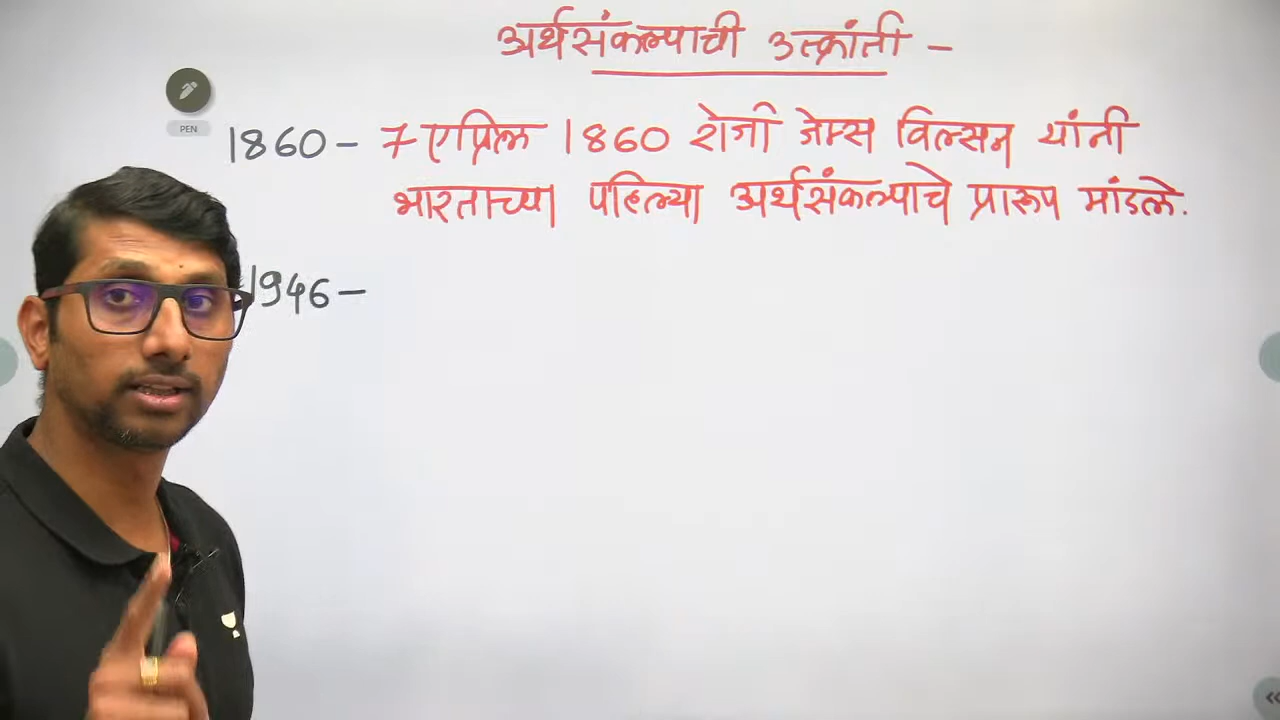 अर्थसंकल्पाची उत्क्रांती -
PEN
1860 - 7 एप्रिल 1860 रोजी जेम्स विल्सन यांनी
भारताच्या पहिल्या अर्थसंकल्पाचे प्रारूप मांडले.
1946 -